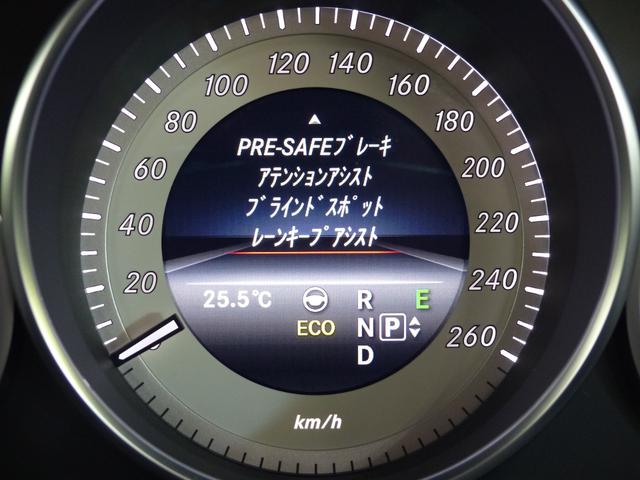 120 140
100 160
80 180
60 200
40 220
20 240
260
km/h
▲
PRE-SAFEﾌﾞﾚｰｷ
ｱﾃﾝｼｮﾝｱｼｽﾄ
ﾌﾞﾗｲﾝﾄﾞｽﾎﾟｯﾄ
ﾚｰﾝｷｰﾌﾟｱｼｽﾄ
25.5℃ R E
ECO N P
D